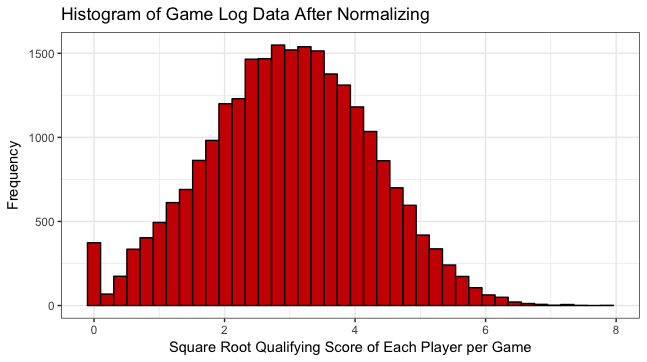 Histogram of Game Log Data After Normalizing
Frequency
1500
1000
500
0
0 2 4 6 8
Square Root Qualifying Score of Each Player per Game